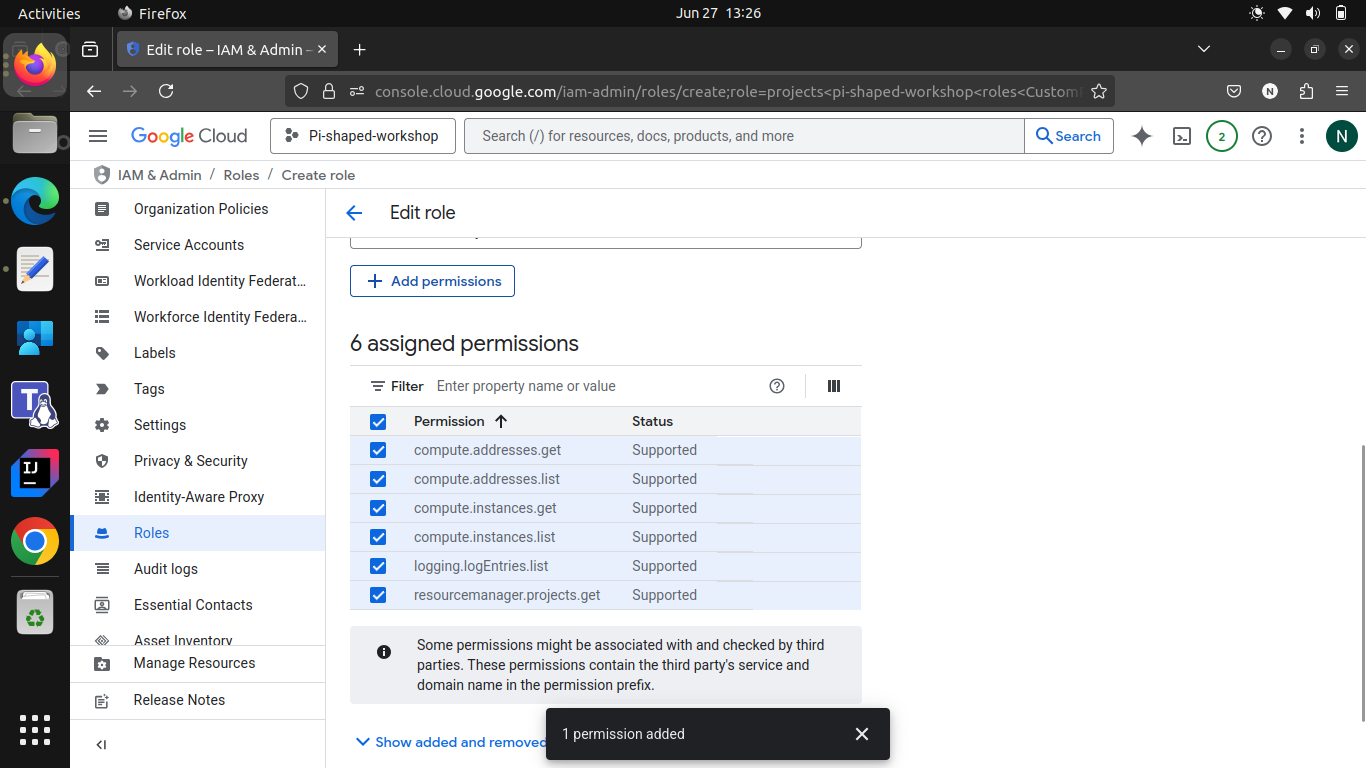 Activities
Firefox
Jun 27 13:26
Edit role – IAM & Admin –
console.cloud.google.com/iam-admin/roles/create;role=projects<pi-shaped-workshop<roles<Custom
N
Google Cloud
Pi-shaped-workshop
Search (/) for resources, docs, products, and more
Search
2
N
IAM & Admin / Roles / Create role
Organization Policies
Service Accounts
Workload Identity Federat...
Workforce Identity Federa...
Labels
Tags
Settings
Privacy & Security
Identity-Aware Proxy
Roles
Audit logs
Essential Contacts
Asset Inventory
Manage Resources
Release Notes
Edit role
Add permissions
6 assigned permissions
Filter Enter property name or value
Permission Status
compute.addresses.get Supported
compute.addresses.list Supported
compute.instances.get Supported
compute.instances.list Supported
logging.logEntries.list Supported
resourcemanager.projects.get Supported
Some permissions might be associated with and checked by third
parties. These permissions contain the third party's service and
domain name in the permission prefix.
Show added and removed
1 permission added
T
IJ